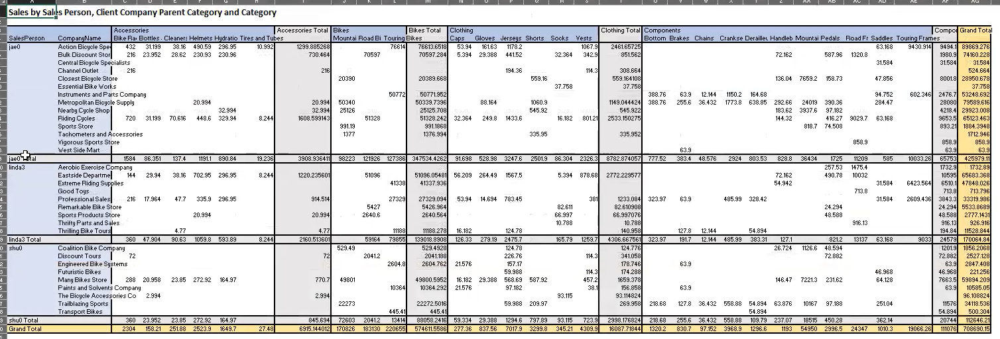 Sales by Sales Person, Client Company Parent Category and Category
Accessories Accessories Total Bikes Bikes Total Clothing Clothing Total Components Grand Total
SalesPerson CompanyName Bottles Cleaners Helmets Hydratio Tires and Tubes Mountai Road Bi Touring Bikes Caps Gloves Jerseys Shorts Socks Vests Bottom Brakes Chains Crankse Deraille Handleb Mountai Pedals Road Fr Saddles Touring Frames
jae0 Action Bicycle Spe 432 31.199 38.16 490.59 296.95 10.992 1299.885268 76614 76613.6518 53.94 161.63 1178.2 1067.9 2461.65725 63.168 9430.914 9494.1 89869.276
Bulk Discount Stor 216 23.952 28.62 230.93 230.96 730.464 70597 70597.284 5.394 29.388 441.52 32.364 342.9 851.562 72.162 587.96 1320.8 1980.9 74160.228
Central Bicycle Specialists 31.584 31.584 31.584
Channel Outlet 216 216 194.36 114.3 308.664 524.664
Closest Bicycle Store 20390 20389.668 559.16 559.164108 136.04 7659.2 158.73 47.856 8001.8 28950.678
Essential Bike Works 37.758 37.758 37.758
Instruments and Parts Company 50772 50771.952 388.76 63.9 12.144 1150.2 164.68 94.752 602.346 2476.7 53248.692
Metropolitan Bicycle Supply 20.994 20.994 50340 50339.7396 88.164 1060.9 1149.044424 388.76 255.6 36.432 1773.8 638.85 292.66 24019 390.36 284.47 28080 79589.616
Nearby Cycle Shop 32.994 32.994 25126 25125.708 545.92 545.922 183.62 3937.6 97.182 4218.4 29923.008
Riding Cycles 720 31.199 70.616 448.6 329.94 8.244 1608.599143 51328 51328.242 32.364 249.8 1433.6 16.182 801.21 2533.150275 144.32 416.27 9029.7 63.168 9653.5 65123.463
Sports Store 991.19 991.1868 818.7 74.508 893.21 1884.3948
Tachometers and Accessories 1377 1376.994 335.95 335.952 1712.946
Vigorous Sports Store 858.9 858.9 858.9
West Side Mart 63.9 63.9 63.9
1584 86.351 137.4 1191.1 890.84 19.236 3908.936411 98223 121926 127386 347534.4262 91.698 528.98 3247.6 2501.9 86.304 2326.3 8782.874057 777.52 383.4 48.576 2924 803.53 828.8 36434 1725 11209 585 10033.26 65753 425979.11
linda3 Aerobic Exercise Company 257.53 1475.4 1732.9 1732.89
Eastside Departme 144 29.94 38.16 702.95 296.95 8.244 1220.235601 51096 51096.05481 56.209 264.49 1567.5 5.394 878.68 2772.229577 72.162 490.78 10032 10595 65683.368
Extreme Riding Supplies 41338 41337.936 54.942 31.584 6423.564 6510.1 47848.026
Good Toys 713.8 713.8 713.796
Professional Sales 216 17.964 47.7 335.9 296.95 914.514 27329 27329.094 53.94 14.694 783.45 381 1233.084 323.97 63.9 485.99 328.42 31.584 2609.436 3843.3 33319.986
Remarkable Bike Store 5427 5426.964 82.611 82.610908 24.294 24.294 5533.8689
Sports Products Store 20.994 20.994 2640.6 2640.564 66.997 66.997076 48.588 48.588 2777.1431
Thrifty Parts and Sales 10.788 10.788 916.13 916.13 926.916
Thrilling Bike Tours 4.77 4.77 11188 11188.278 16.182 124.78 140.958 127.8 12.144 54.894 194.84 11528.844
linda3 Total 360 47.904 90.63 1059.8 593.89 8.244 2160.513601 59164 79855 139018.8908 126.33 279.19 2475.7 165.79 1259.7 4306.667561 323.97 191.7 12.144 485.99 383.31 127.1 821.2 13137 63.168 9033 24579 170064.84
shu0 Coalition Bike Company 529.49 529.4928 124.78 124.776 26.724 1126.6 48.594 1201.9 1856.2068
Discount Tours 72 72 2041.2 2041.188 226.76 114.3 341.058 72.882 72.882 2527.128
Engineered Bike Systems 2604.8 2604.762 21.576 157.17 178.746 63.9 63.9 2847.408
Futuristic Bikes 59.988 114.3 174.288 46.968 46.968 221.256
Many Bikes Store 288 20.958 23.85 272.92 164.97 770.7 49801 49800.5952 16.182 29.388 568.69 587.92 457.2 1659.378 146.47 7221.3 231.62 64.128 7663.5 59894.209
Paints and Solvents Company 10364 10364.292 21.576 97.182 38.1 156.858 63.9 63.9 10585.05
The Bicycle Accessories Co 2.994 2.994 93.115 93.114824 96.108824
Trailblazing Sports 22273 22272.5016 59.988 209.97 269.958 218.68 127.8 36.432 558.88 54.894 63.876 10167 97.188 251.04 11576 34118.536
Transport Bikes 445.41 445.41 54.894 54.894 500.304
shu0 Total 360 23.952 23.85 272.92 164.97 845.694 72603 2041.2 13414 88058.2416 59.334 29.388 1294.6 797.89 93.115 723.9 2998.176824 218.68 255.6 36.432 558.88 109.79 237.07 18515 450.28 362.14 20744 112646.21
Grand Total 2304 158.21 251.88 2523.9 1649.7 27.48 6915.144012 170826 183130 220655 574611.5586 277.36 837.56 7017.9 3299.8 345.21 4309.9 16087.71844 1320.2 830.7 97.152 3968.9 1296.6 1193 54950 2996.5 24347 1010.3 19066.26 111076 708690.15